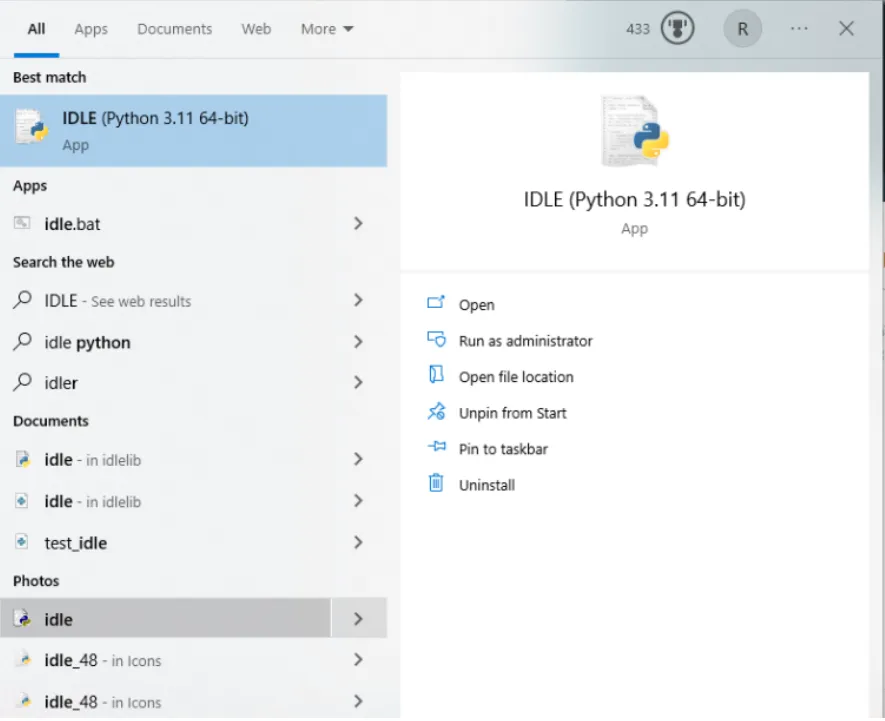 All Apps Documents Web More 433 R
Best match
IDLE (Python 3.11 64-bit)
App
Apps
idle.bat
Search the web
IDLE - See web results
idle python
idler
Documents
idle - in idlelib
idle - in idlelib
test_idle
Photos
idle
idle_48 - in Icons
idle_48 - in Icons
IDLE (Python 3.11 64-bit)
App
Open
Run as administrator
Open file location
Unpin from Start
Pin to taskbar
Uninstall